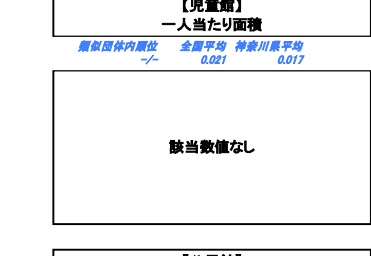 【児童館】
一人当たり面積
類似団体内順位 全国平均 神奈川県平均
-/- 0.021 0.017
該当数値なし